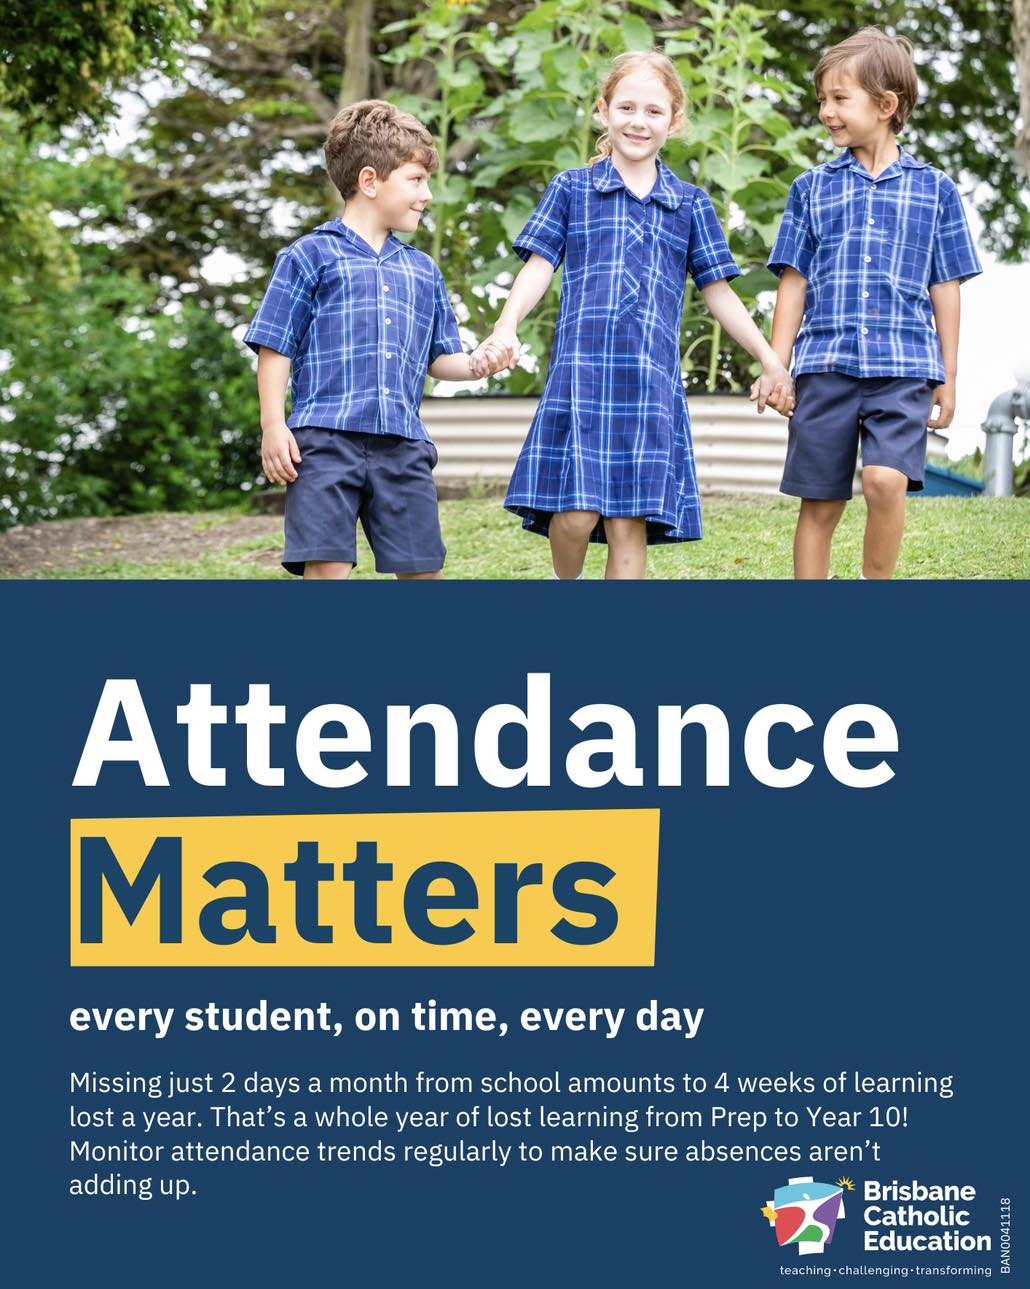 Attendance
Matters
every student, on time, every day
Missing just 2 days a month from school amounts to 4 weeks of learning
lost a year. That’s a whole year of lost learning from Prep to Year 10!
Monitor attendance trends regularly to make sure absences aren’t
adding up.
Brisbane
Catholic
Education
teaching·challenging·transforming
BAN0041118